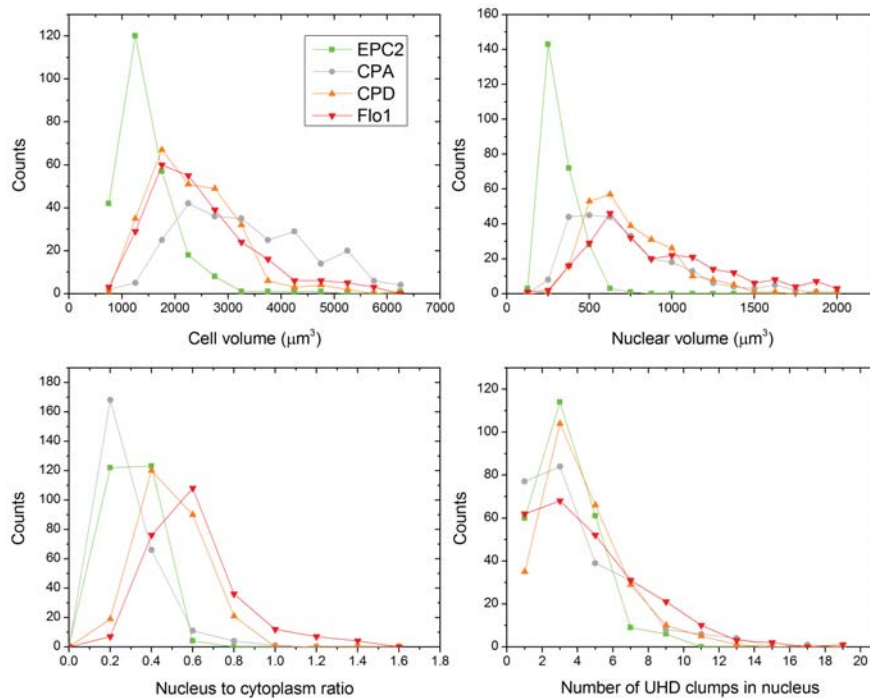 120
100
80
60
40
20
0
Counts
0 1000 2000 3000 4000 5000 6000 7000
Cell volume (μm³)
EPC2
CPA
CPD
Flo1
160
140
120
100
80
60
40
20
0
Counts
0 500 1000 1500 2000
Nuclear volume (μm³)
180
160
140
120
100
80
60
40
20
0
Counts
0.0 0.2 0.4 0.6 0.8 1.0 1.2 1.4 1.6 1.8
Nucleus to cytoplasm ratio
120
100
80
60
40
20
0
Counts
0 2 4 6 8 10 12 14 16 18 20
Number of UHD clumps in nucleus